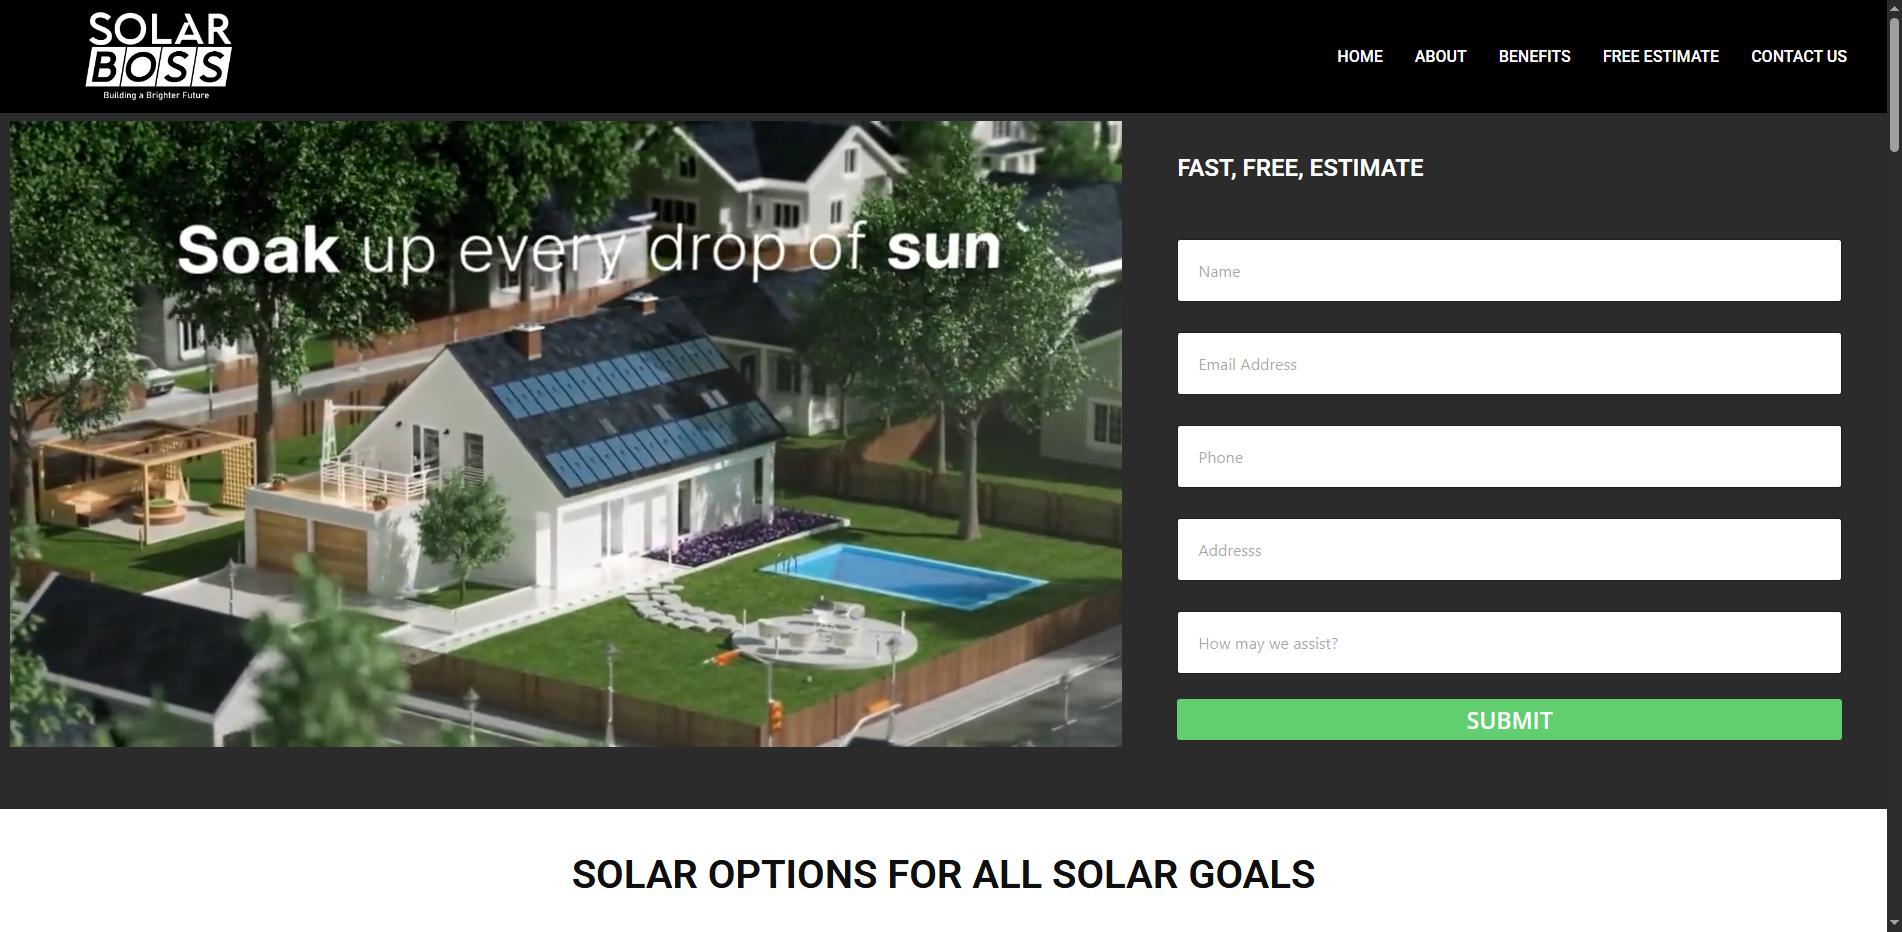 SOLAR
BOSS
Building a Brighter Future
HOME ABOUT BENEFITS FREE ESTIMATE CONTACT US
Soak up every drop of sun
FAST, FREE, ESTIMATE
Name
Email Address
Phone
Addresss
How may we assist?
SUBMIT
SOLAR OPTIONS FOR ALL SOLAR GOALS